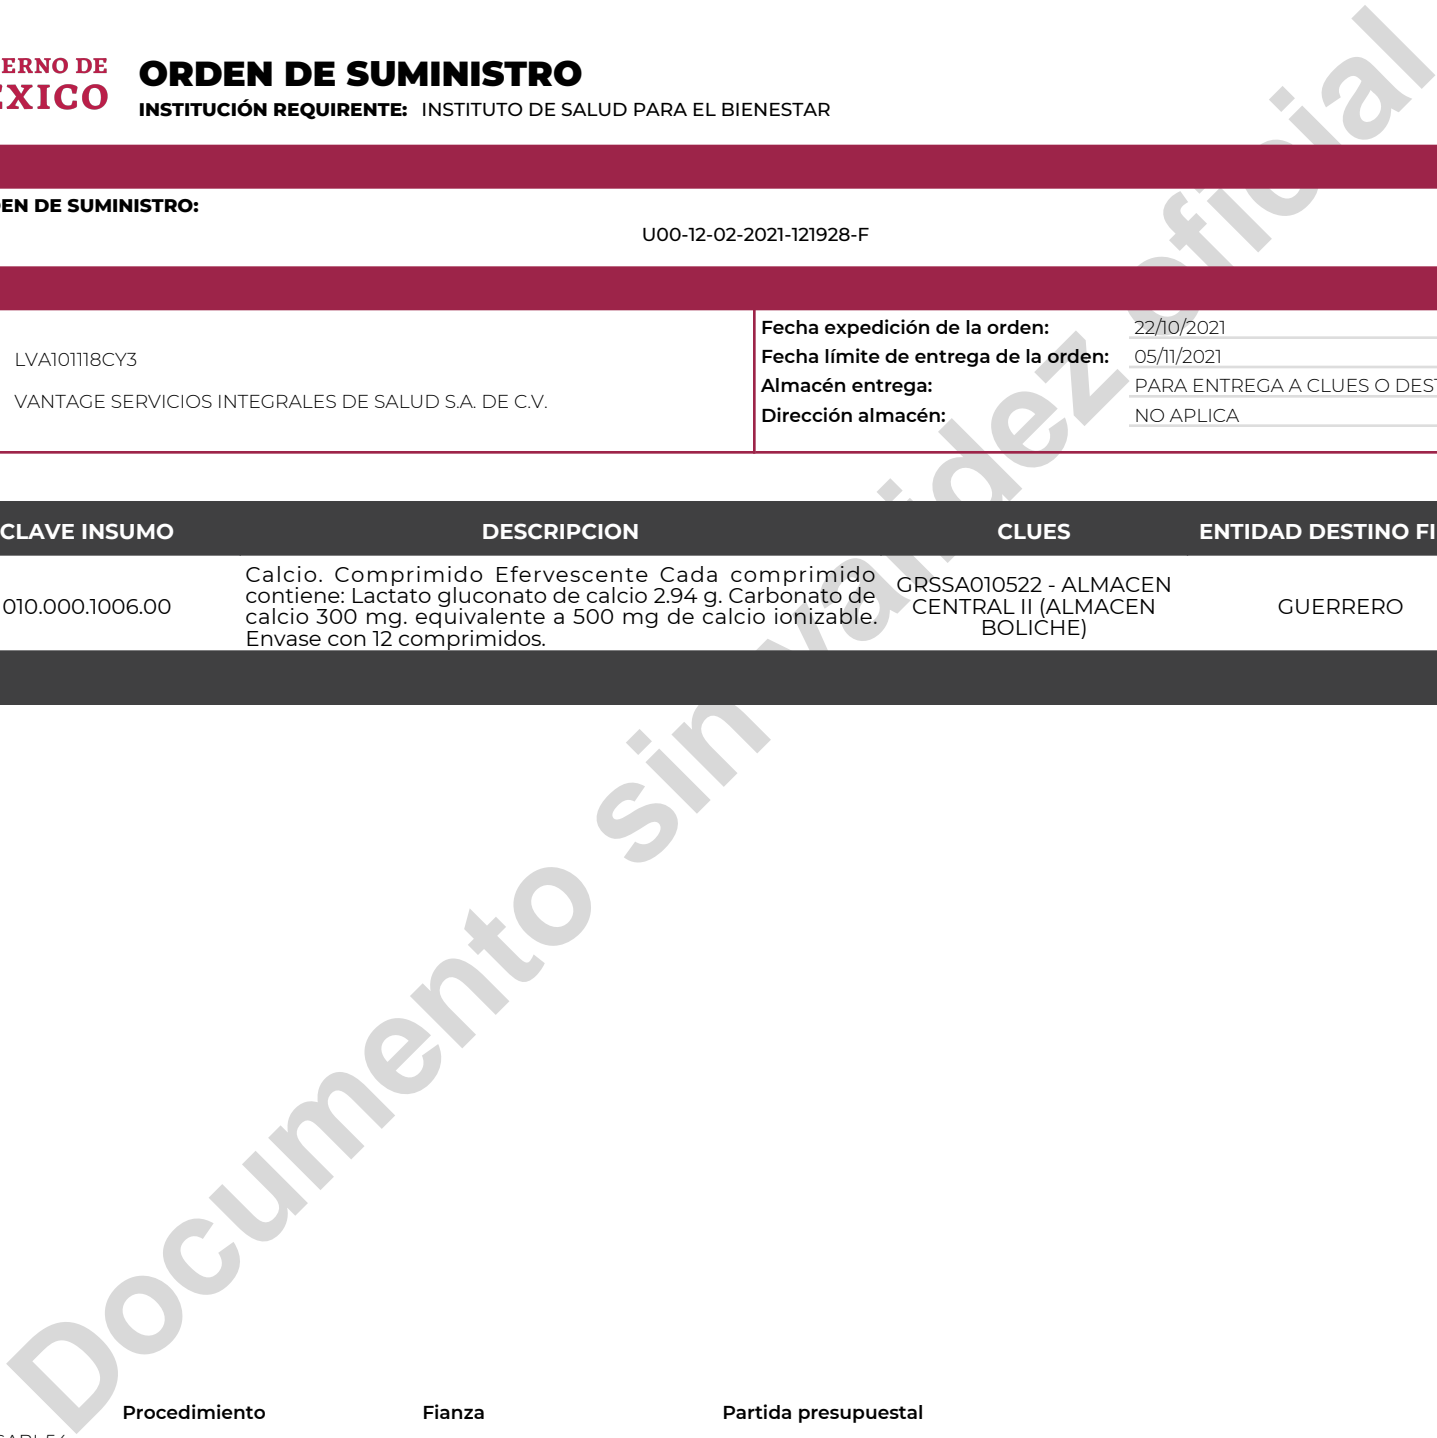 ERNO DE
EXICO
ORDEN DE SUMINISTRO
INSTITUCIÓN REQUIRENTE: INSTITUTO DE SALUD PARA EL BIENESTAR
EN DE SUMINISTRO:
U00-12-02-2021-121928-F
LVA101118CY3
VANTAGE SERVICIOS INTEGRALES DE SALUD S.A. DE C.V.
Fecha expedición de la orden: 22/10/2021
Fecha límite de entrega de la orden: 05/11/2021
Almacén entrega: PARA ENTREGA A CLUES O DEST
Dirección almacén: NO APLICA
CLAVE INSUMO DESCRIPCION CLUES ENTIDAD DESTINO FI
010.000.1006.00
Calcio. Comprimido Efervescente Cada comprimido
contiene: Lactato gluconato de calcio 2.94 g. Carbonato de
calcio 300 mg. equivalente a 500 mg de calcio ionizable.
Envase con 12 comprimidos.
GRSSA010522 - ALMACEN
CENTRAL II (ALMACEN
BOLICHE)
GUERRERO
Documento sin validez oficial
Procedimiento Fianza Partida presupuestal